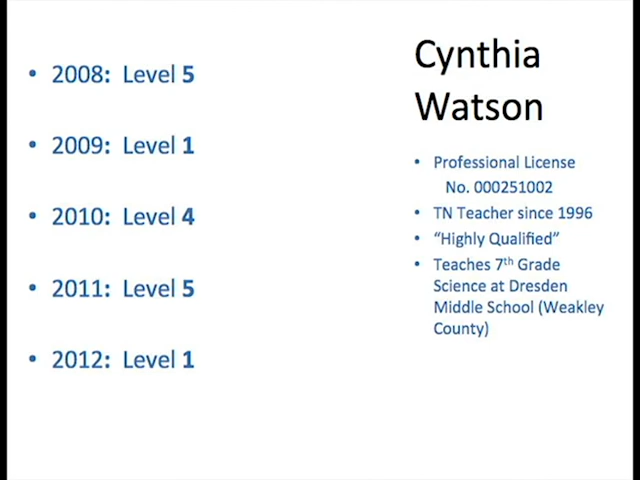 • 2008: Level 5
• 2009: Level 1
• 2010: Level 4
• 2011: Level 5
• 2012: Level 1
Cynthia
Watson
• Professional License
No. 000251002
• TN Teacher since 1996
• “Highly Qualified”
• Teaches 7th Grade
Science at Dresden
Middle School (Weakley
County)